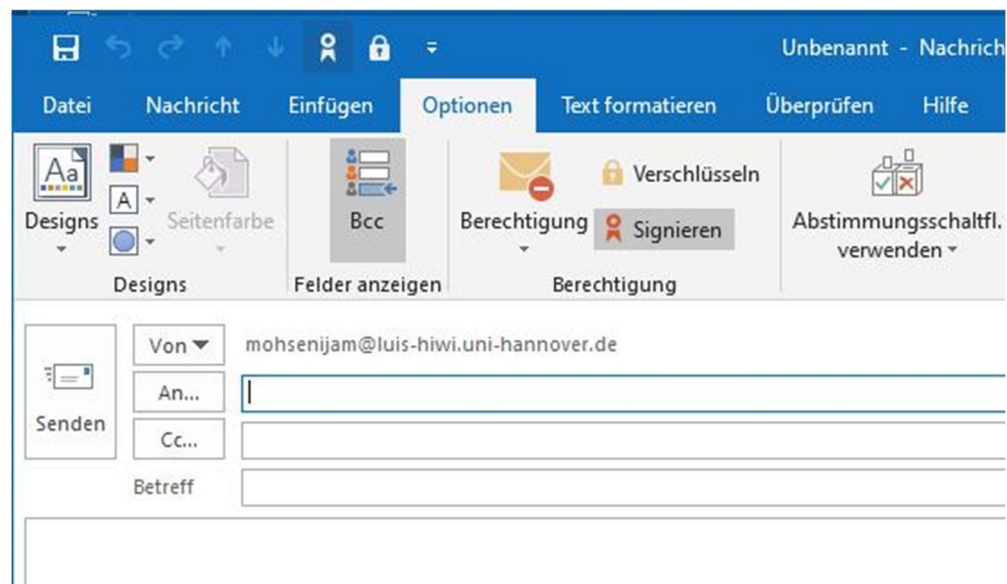 Unbenannt - Nachrich
Datei Nachricht Einfügen Optionen Text formatieren Überprüfen Hilfe
Aa
A
Designs
Seitenfarbe
Designs
Bcc
Felder anzeigen
Berechtigung
Verschlüsseln
Signieren
Berechtigung
Abstimmungsschaltfl.
verwenden
Senden
Von mohsenijam@luis-hiwi.uni-hannover.de
An...
Cc...
Betreff